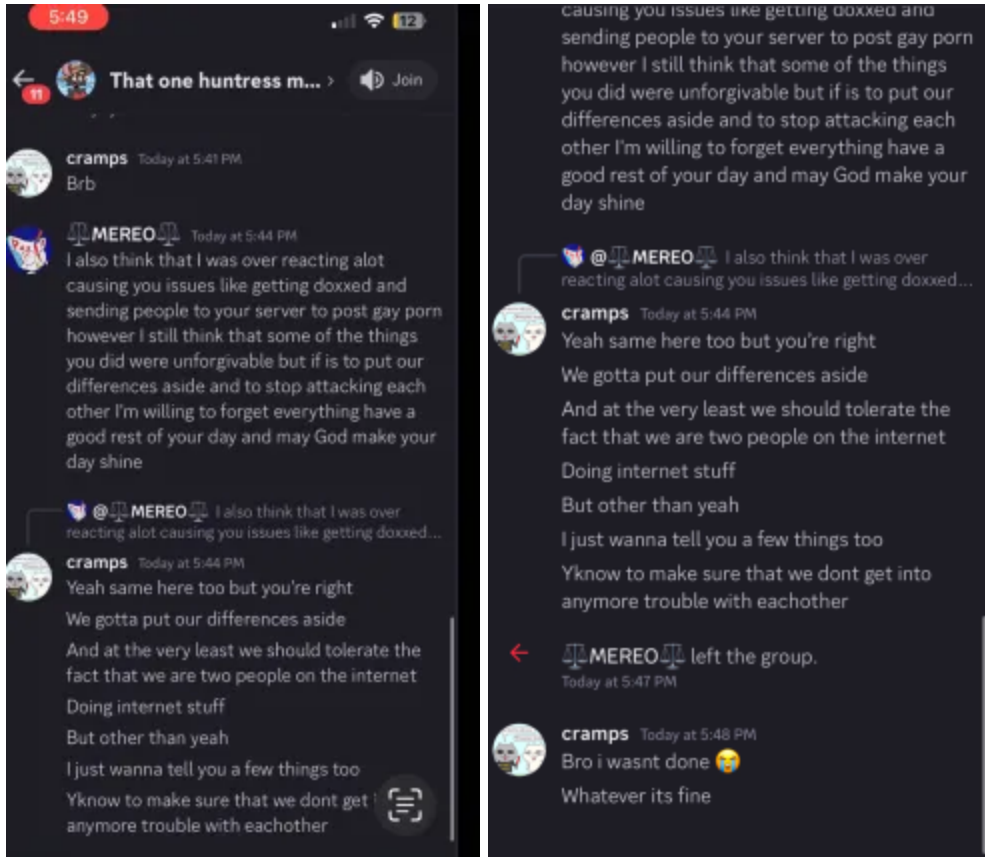 5:49
12
11
That one huntress m... >
Join
cramps Today at 5:41 PM
Brb
⚖️MEREO⚖️ Today at 5:44 PM
I also think that I was over reacting alot
causing you issues like getting doxxed and
sending people to your server to post gay porn
however I still think that some of the things
you did were unforgivable but if is to put our
differences aside and to stop attacking each
other I'm willing to forget everything have a
good rest of your day and may God make your
day shine
@⚖️MEREO⚖️ I also think that I was over
reacting alot causing you issues like getting doxxed...
cramps Today at 5:44 PM
Yeah same here too but you're right
We gotta put our differences aside
And at the very least we should tolerate the
fact that we are two people on the internet
Doing internet stuff
But other than yeah
I just wanna tell you a few things too
Yknow to make sure that we dont get
anymore trouble with eachother
causing you issues like getting doxxed and
sending people to your server to post gay porn
however I still think that some of the things
you did were unforgivable but if is to put our
differences aside and to stop attacking each
other I'm willing to forget everything have a
good rest of your day and may God make your
day shine
@⚖️MEREO⚖️ I also think that I was over
reacting alot causing you issues like getting doxxed...
cramps Today at 5:44 PM
Yeah same here too but you're right
We gotta put our differences aside
And at the very least we should tolerate the
fact that we are two people on the internet
Doing internet stuff
But other than yeah
I just wanna tell you a few things too
Yknow to make sure that we dont get into
anymore trouble with eachother
⚖️MEREO⚖️ left the group.
Today at 5:47 PM
cramps Today at 5:48 PM
Bro i wasnt done 😭
Whatever its fine